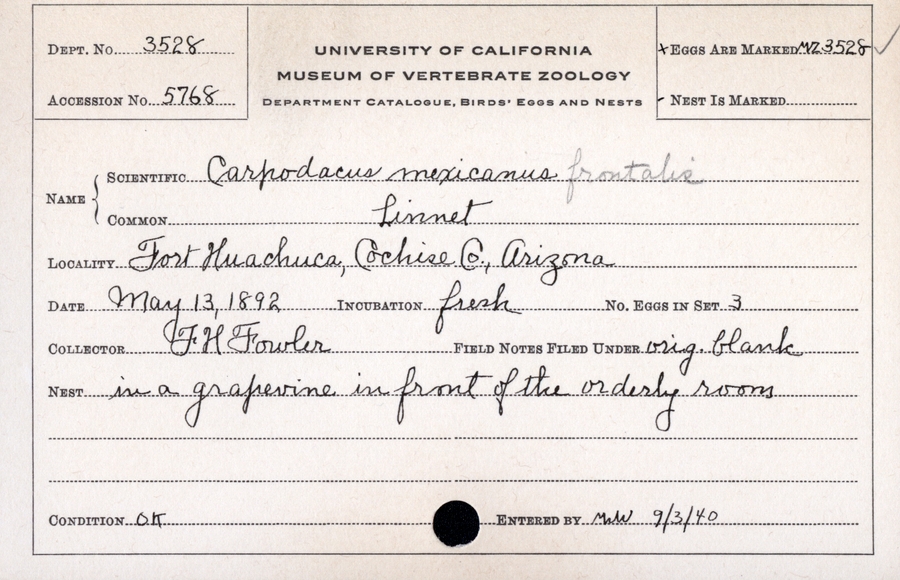 DEPT. NO. 3528
ACCESSION NO. 5768
UNIVERSITY OF CALIFORNIA
MUSEUM OF VERTEBRATE ZOOLOGY
DEPARTMENT CATALOGUE, BIRDS' EGGS AND NESTS
+ EGGS ARE MARKED MVZ3528 ✓
- NEST IS MARKED
NAME
SCIENTIFIC Carpodacus mexicanus frontalis
COMMON Linnet
LOCALITY Fort Huachuca, Cochise Co., Arizona
DATE May 13, 1892 INCUBATION fresh NO. EGGS IN SET 3
COLLECTOR F H Fowler FIELD NOTES FILED UNDER orig. blank
NEST in a grapevine in front of the orderly room
CONDITION OK ENTERED BY 9/3/40